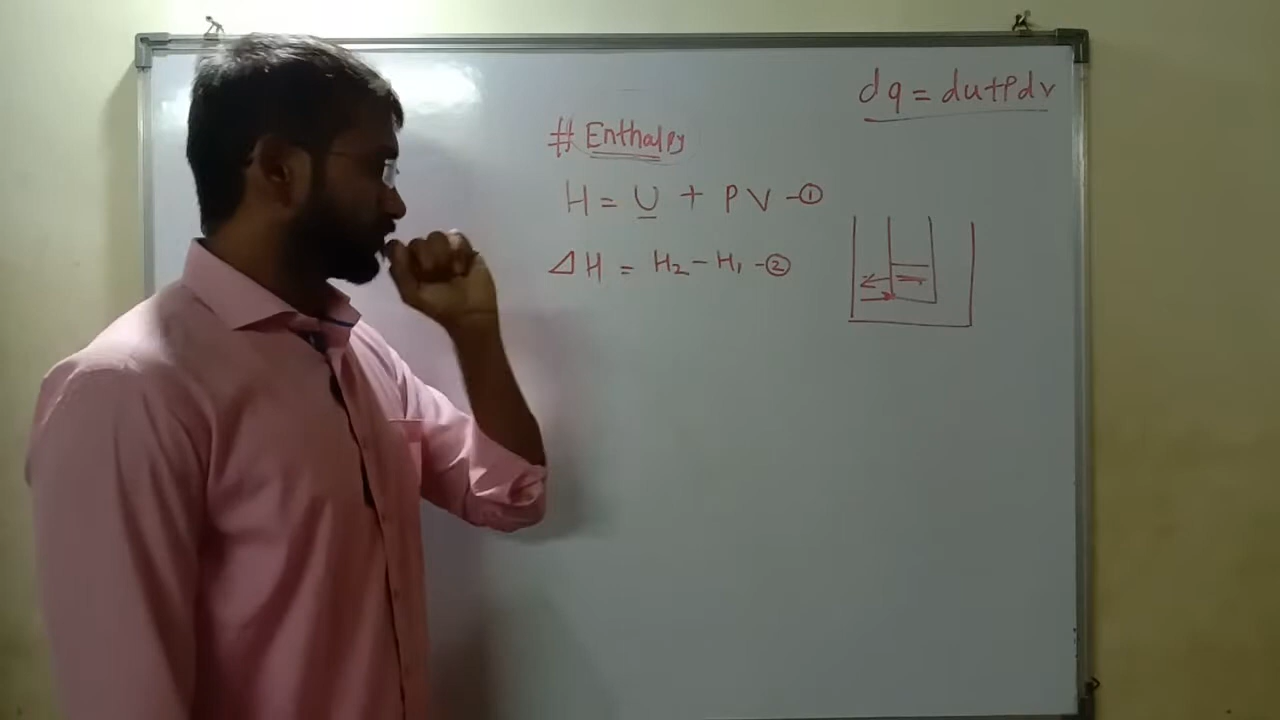 dq = du+Pdv
# Enthalpy
H = U + PV -①
ΔH = H₂ - H₁ -②